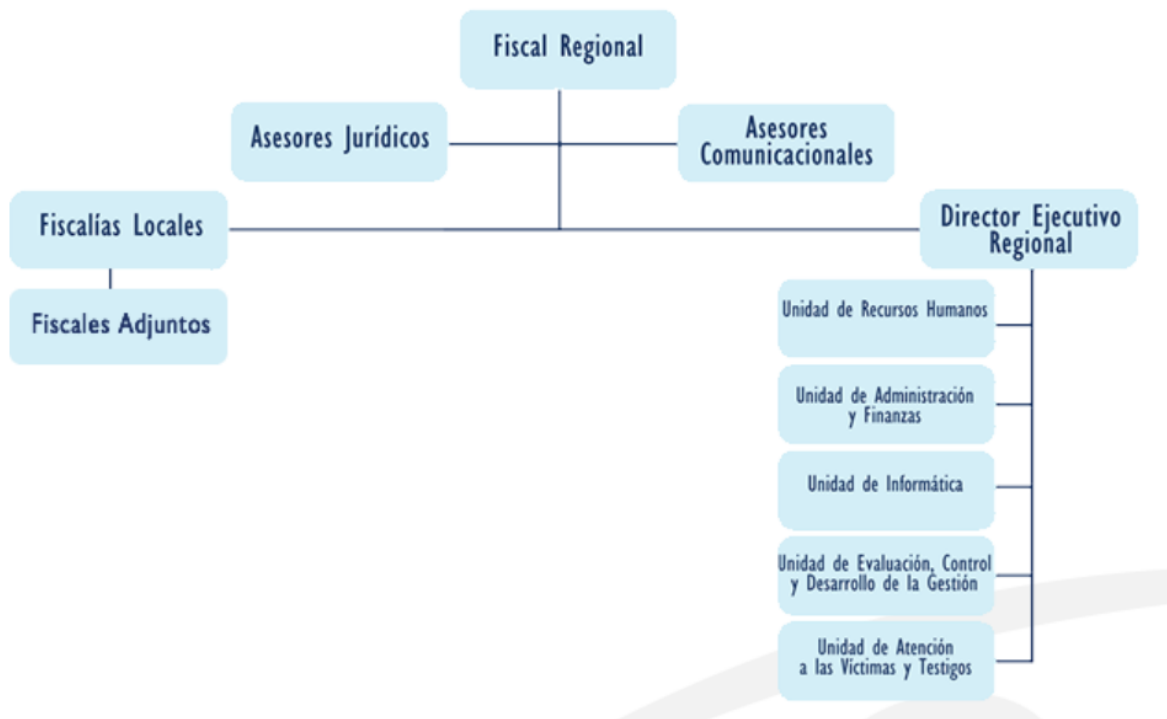 Fiscal Regional
Asesores Jurídicos
Asesores
Comunicacionales
Fiscalías Locales
Director Ejecutivo
Regional
Fiscales Adjuntos
Unidad de Recursos Humanos
Unidad de Administración
y Finanzas
Unidad de Informática
Unidad de Evaluación, Control
y Desarrollo de la Gestión
Unidad de Atención
a las Víctimas y Testigos